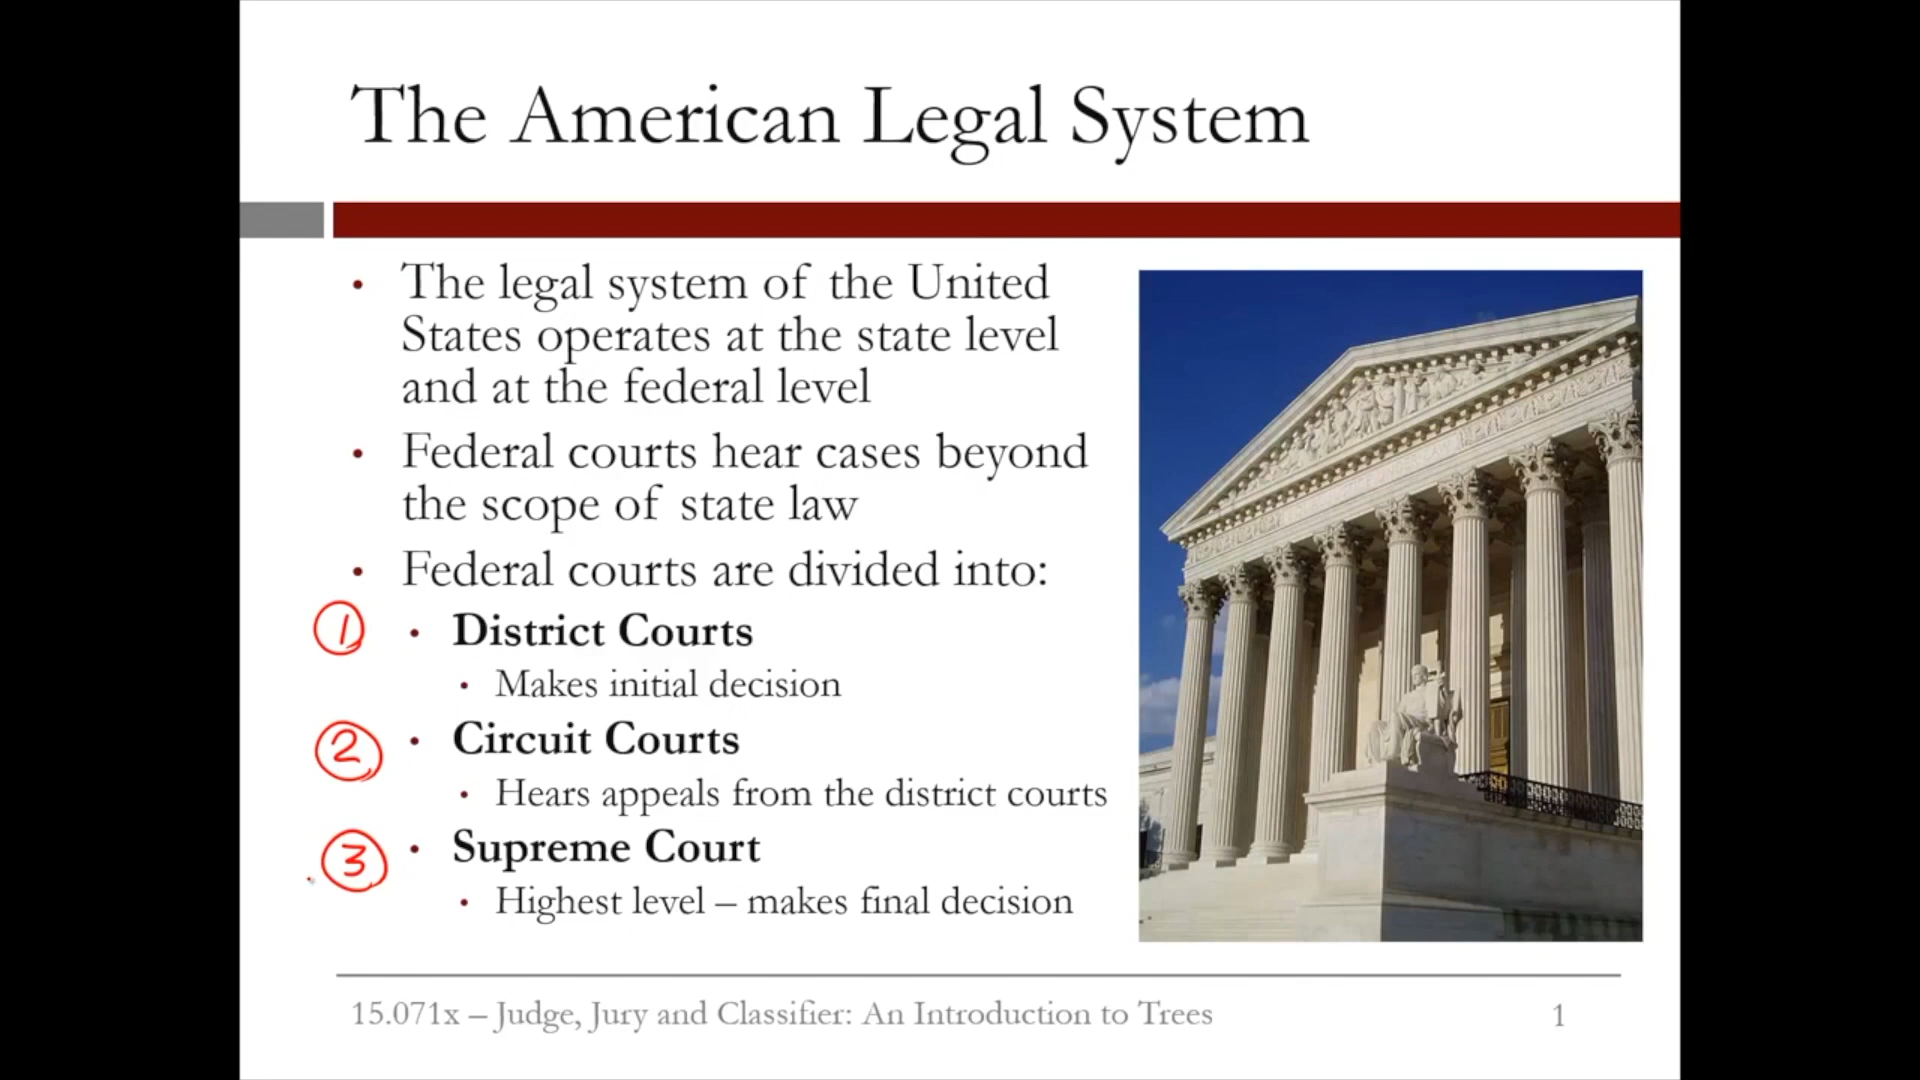 The American Legal System
• The legal system of the United
States operates at the state level
and at the federal level
• Federal courts hear cases beyond
the scope of state law
• Federal courts are divided into:
1 • District Courts
• Makes initial decision
2 • Circuit Courts
• Hears appeals from the district courts
3 • Supreme Court
• Highest level – makes final decision
15.071x – Judge, Jury and Classifier: An Introduction to Trees 1